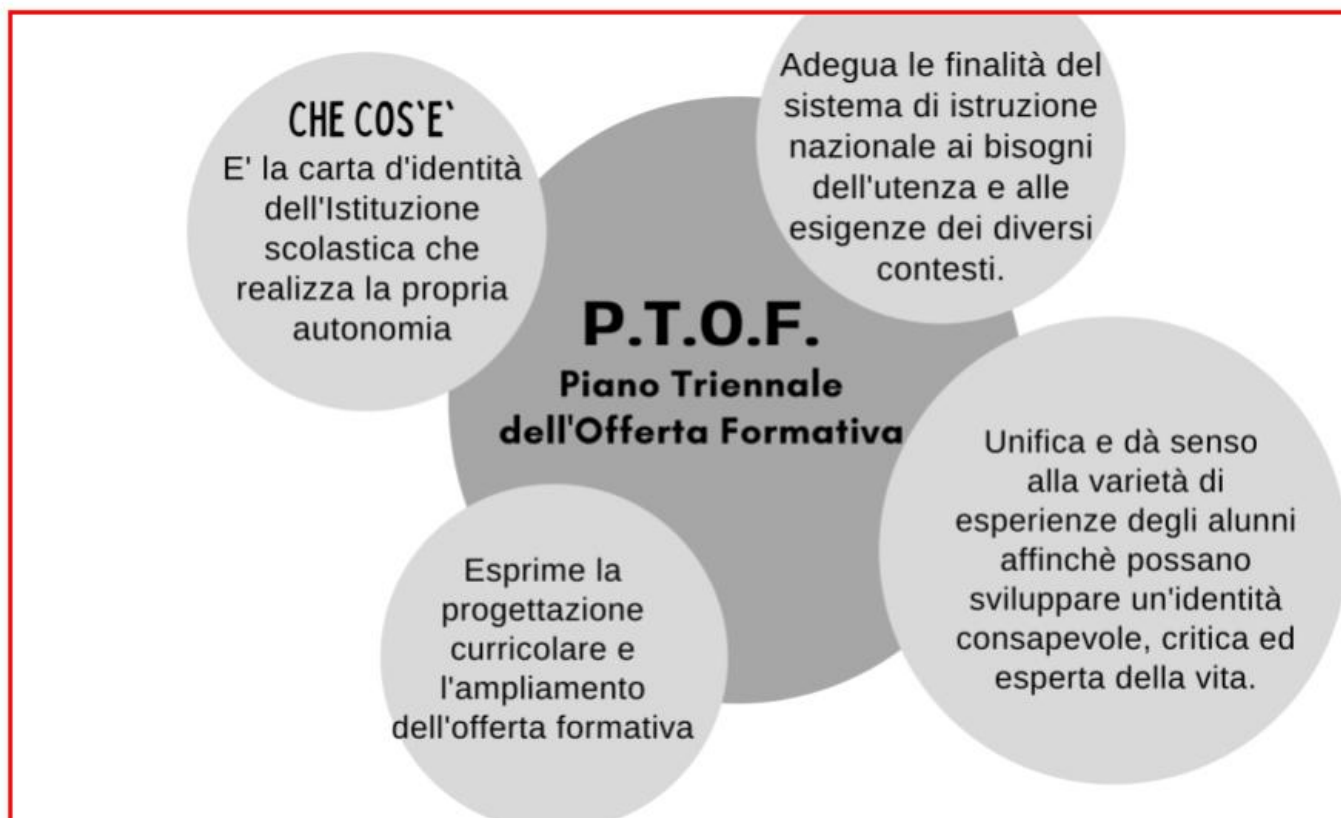 CHE COS`E`
E' la carta d'identità
dell'Istituzione
scolastica che
realizza la propria
autonomia
Adegua le finalità del
sistema di istruzione
nazionale ai bisogni
dell'utenza e alle
esigenze dei diversi
contesti.
P.T.O.F.
Piano Triennale
dell'Offerta Formativa
Unifica e dà senso
alla varietà di
esperienze degli alunni
affinchè possano
sviluppare un'identità
consapevole, critica ed
esperta della vita.
Esprime la
progettazione
curricolare e
l'ampliamento
dell'offerta formativa